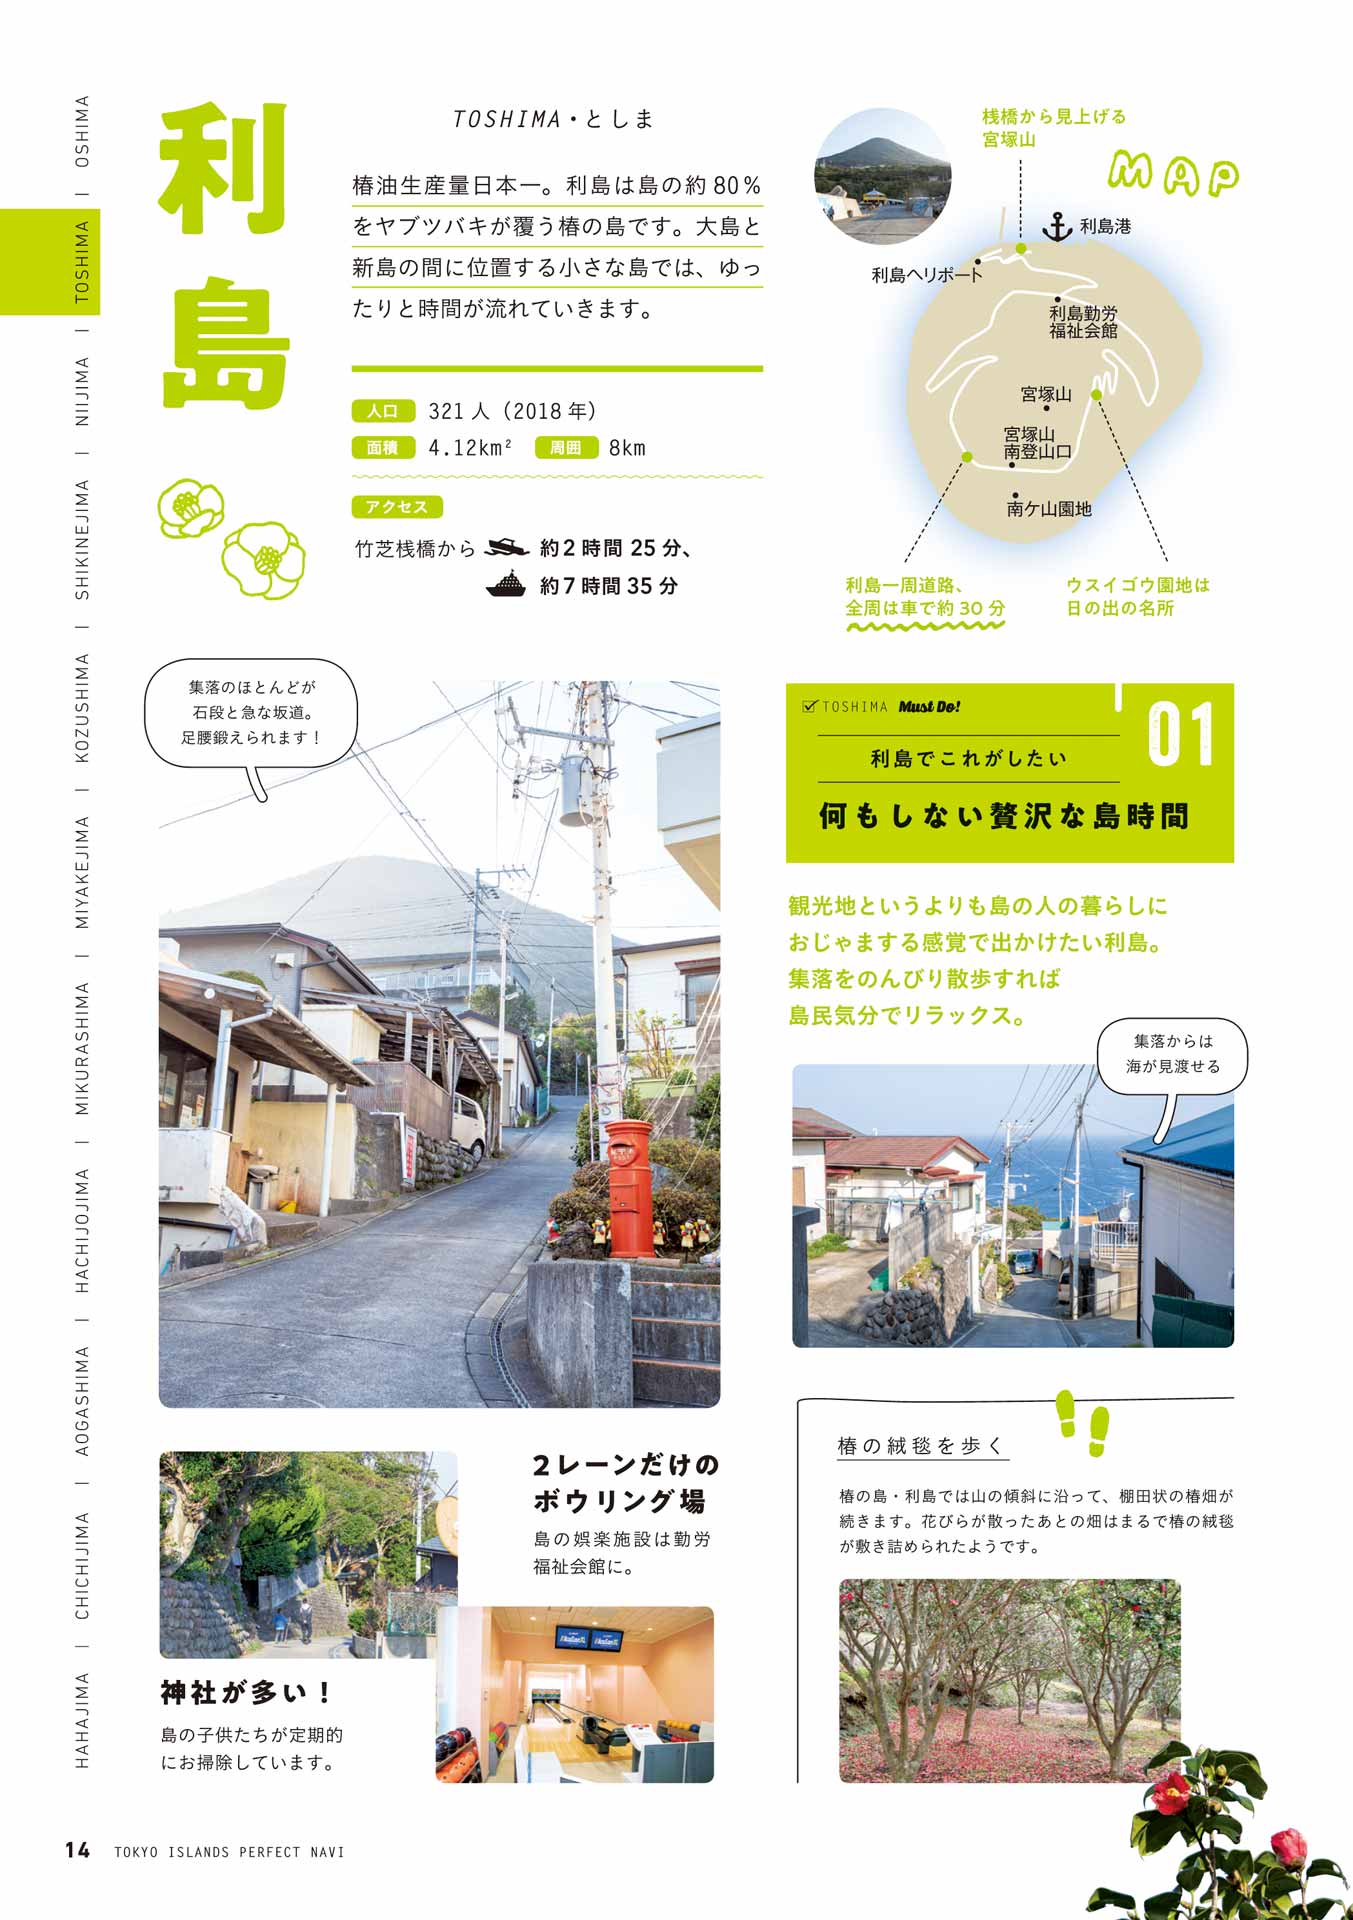 OSHIMA | TOSHIMA | NIIJIMA | SHIKINEJIMA | KOZUSHIMA | MIYAKEJIMA | MIKURASHIMA | HACHIJOJIMA | AOGASHIMA | CHICHIJIMA | HAHAJIMA
利島
TOSHIMA・としま
椿油生産量日本一。利島は島の約80％
をヤブツバキが覆う椿の島です。大島と
新島の間に位置する小さな島では、ゆっ
たりと時間が流れていきます。
人口 321人（2018年）
面積 4.12km² 周囲 8km
アクセス
竹芝桟橋から 約2時間25分、
約7時間35分
桟橋から見上げる
宮塚山
MAP
利島港
利島ヘリポート
利島勤労
福祉会館
宮塚山
宮塚山
南登山口
南ケ山園地
利島一周道路、
全周は車で約30分
ウスイゴウ園地は
日の出の名所
集落のほとんどが
石段と急な坂道。
足腰鍛えられます！
TOSHIMA Must Do!
01
利島でこれがしたい
何もしない贅沢な島時間
観光地というよりも島の人の暮らしに
おじゃまする感覚で出かけたい利島。
集落をのんびり散歩すれば
島民気分でリラックス。
集落からは
海が見渡せる
2レーンだけの
ボウリング場
島の娯楽施設は勤労
福祉会館に。
神社が多い！
島の子供たちが定期的
にお掃除しています。
椿の絨毯を歩く
椿の島・利島では山の傾斜に沿って、棚田状の椿畑が
続きます。花びらが散ったあとの畑はまるで椿の絨毯
が敷き詰められたようです。
14 TOKYO ISLANDS PERFECT NAVI